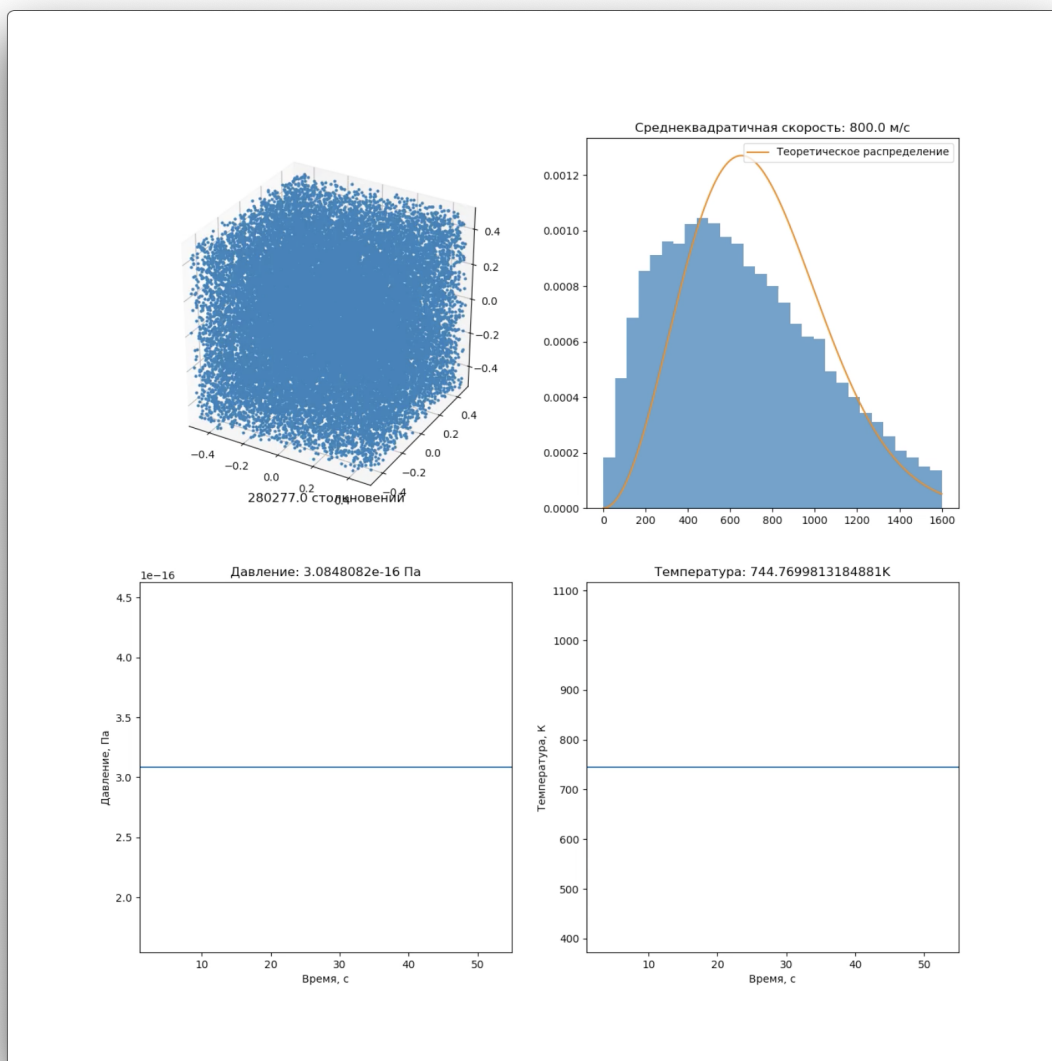 Среднеквадратичная скорость: 800.0 м/с
Теоретическое распределение
0.0012
0.0010
0.0008
0.0006
0.0004
0.0002
0.0000
0 200 400 600 800 1000 1200 1400 1600
0.4
0.2
0.0
−0.2
−0.4
0.4
0.2
0.0
−0.2
−0.4
−0.4
−0.2
0.0
0.2
0.4
280277.0 столкновений
Давление: 3.0848082e-16 Па
1e−16
4.5
4.0
3.5
3.0
2.5
2.0
Давление, Па
10 20 30 40 50
Время, с
Температура: 744.7699813184881K
1100
1000
900
800
700
600
500
400
Температура, К
10 20 30 40 50
Время, с